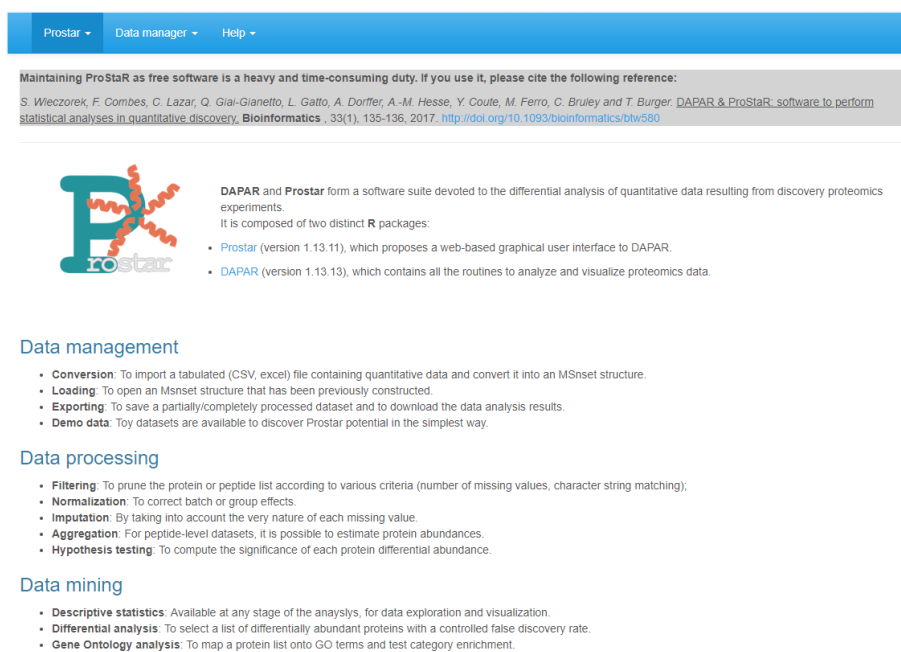 Prostar Data manager Help
Maintaining ProStaR as free software is a heavy and time-consuming duty. If you use it, please cite the following reference:
S. Wieczorek, F. Combes, C. Lazar, Q. Giai-Gianetto, L. Gatto, A. Dorffer, A.-M. Hesse, Y. Coute, M. Ferro, C. Bruley and T. Burger. DAPAR & ProStaR: software to perform
statistical analyses in quantitative discovery. Bioinformatics , 33(1), 135-136, 2017. http://doi.org/10.1093/bioinformatics/btw580
Prostar
DAPAR and Prostar form a software suite devoted to the differential analysis of quantitative data resulting from discovery proteomics
experiments.
It is composed of two distinct R packages:
• Prostar (version 1.13.11), which proposes a web-based graphical user interface to DAPAR.
• DAPAR (version 1.13.13), which contains all the routines to analyze and visualize proteomics data.
Data management
• Conversion: To import a tabulated (CSV, excel) file containing quantitative data and convert it into an MSnset structure.
• Loading: To open an Msnset structure that has been previously constructed.
• Exporting: To save a partially/completely processed dataset and to download the data analysis results.
• Demo data: Toy datasets are available to discover Prostar potential in the simplest way.
Data processing
• Filtering: To prune the protein or peptide list according to various criteria (number of missing values, character string matching);
• Normalization: To correct batch or group effects.
• Imputation: By taking into account the very nature of each missing value.
• Aggregation: For peptide-level datasets, it is possible to estimate protein abundances.
• Hypothesis testing: To compute the significance of each protein differential abundance.
Data mining
• Descriptive statistics: Available at any stage of the anayslys, for data exploration and visualization.
• Differential analysis: To select a list of differentially abundant proteins with a controlled false discovery rate.
• Gene Ontology analysis: To map a protein list onto GO terms and test category enrichment.